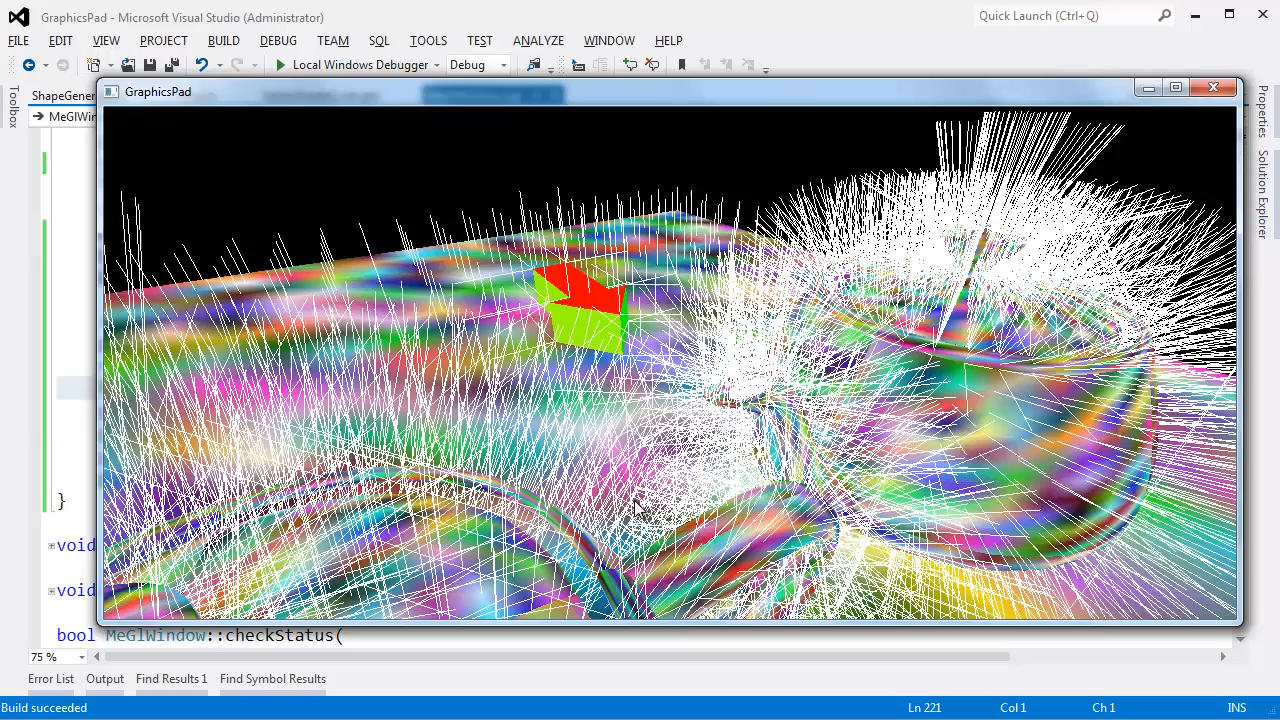 GraphicsPad - Microsoft Visual Studio (Administrator)
Quick Launch (Ctrl+Q)
FILE EDIT VIEW PROJECT BUILD DEBUG TEAM SQL TOOLS TEST ANALYZE WINDOW HELP
Local Windows Debugger Debug
Toolbox
ShapeGener
MeGlWin
GraphicsPad
Properties
Solution Explorer
}
void
void
bool MeGlWindow::checkStatus(
75 %
Error List Output Find Results 1 Find Symbol Results
Build succeeded Ln 221 Col 1 Ch 1 INS